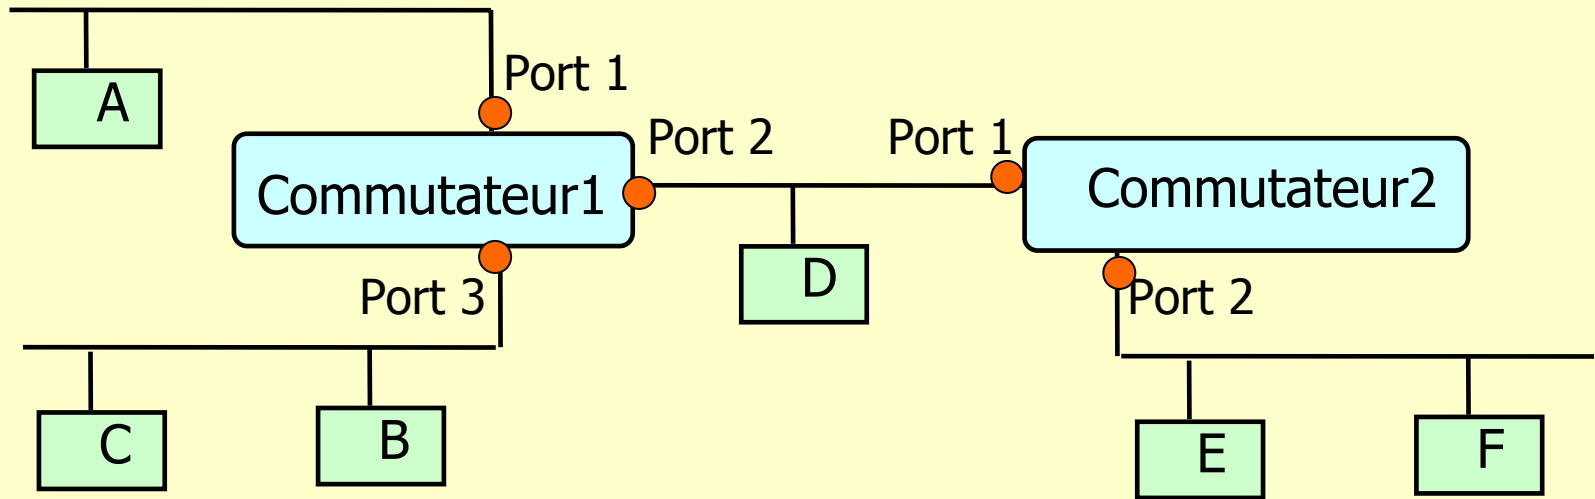 A
Port 1
Port 2
Port 1
Commutateur1
Commutateur2
D
Port 3
Port 2
C
B
E
F